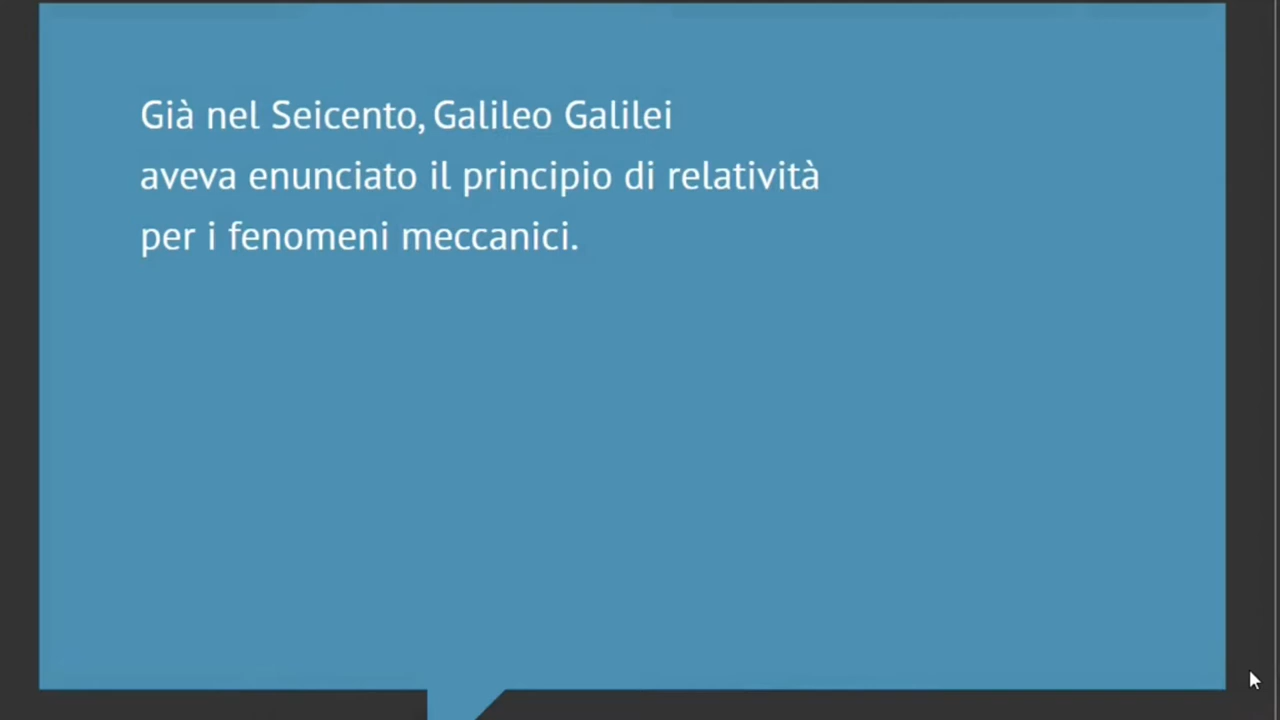 Già nel Seicento, Galileo Galilei
aveva enunciato il principio di relatività
per i fenomeni meccanici.